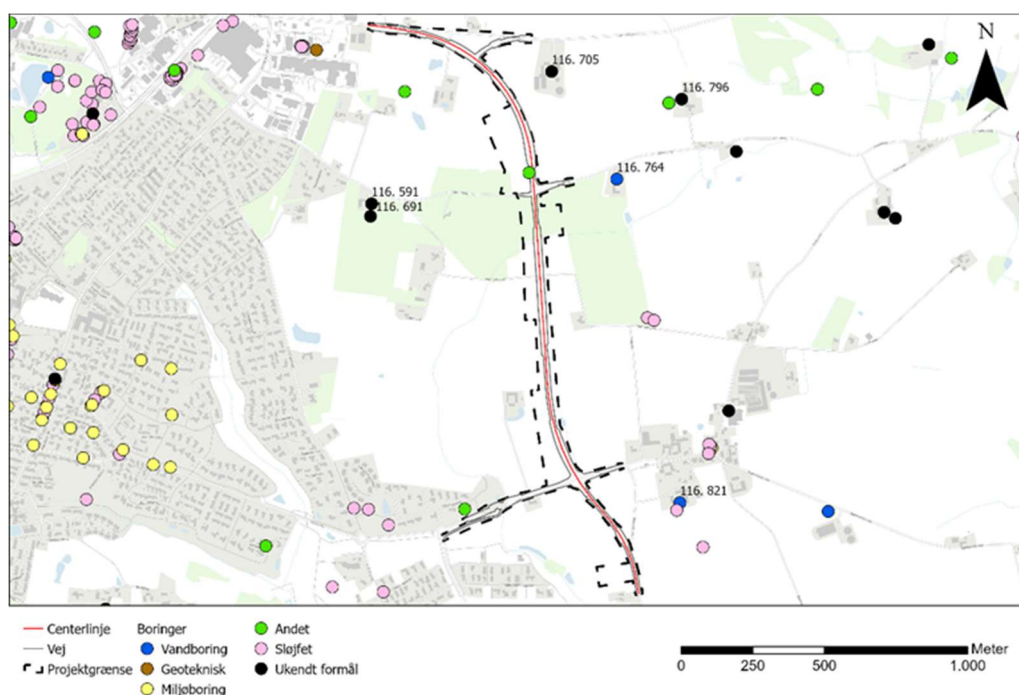 N
116. 705
116. 796
116. 764
116. 591
116. 691
116. 821
Centerlinje
Vej
Projektgrænse
Boringer
Vandboring
Geoteknisk
Miljøboring
Andet
Sløjfet
Ukendt formål
Meter
0 250 500 1.000